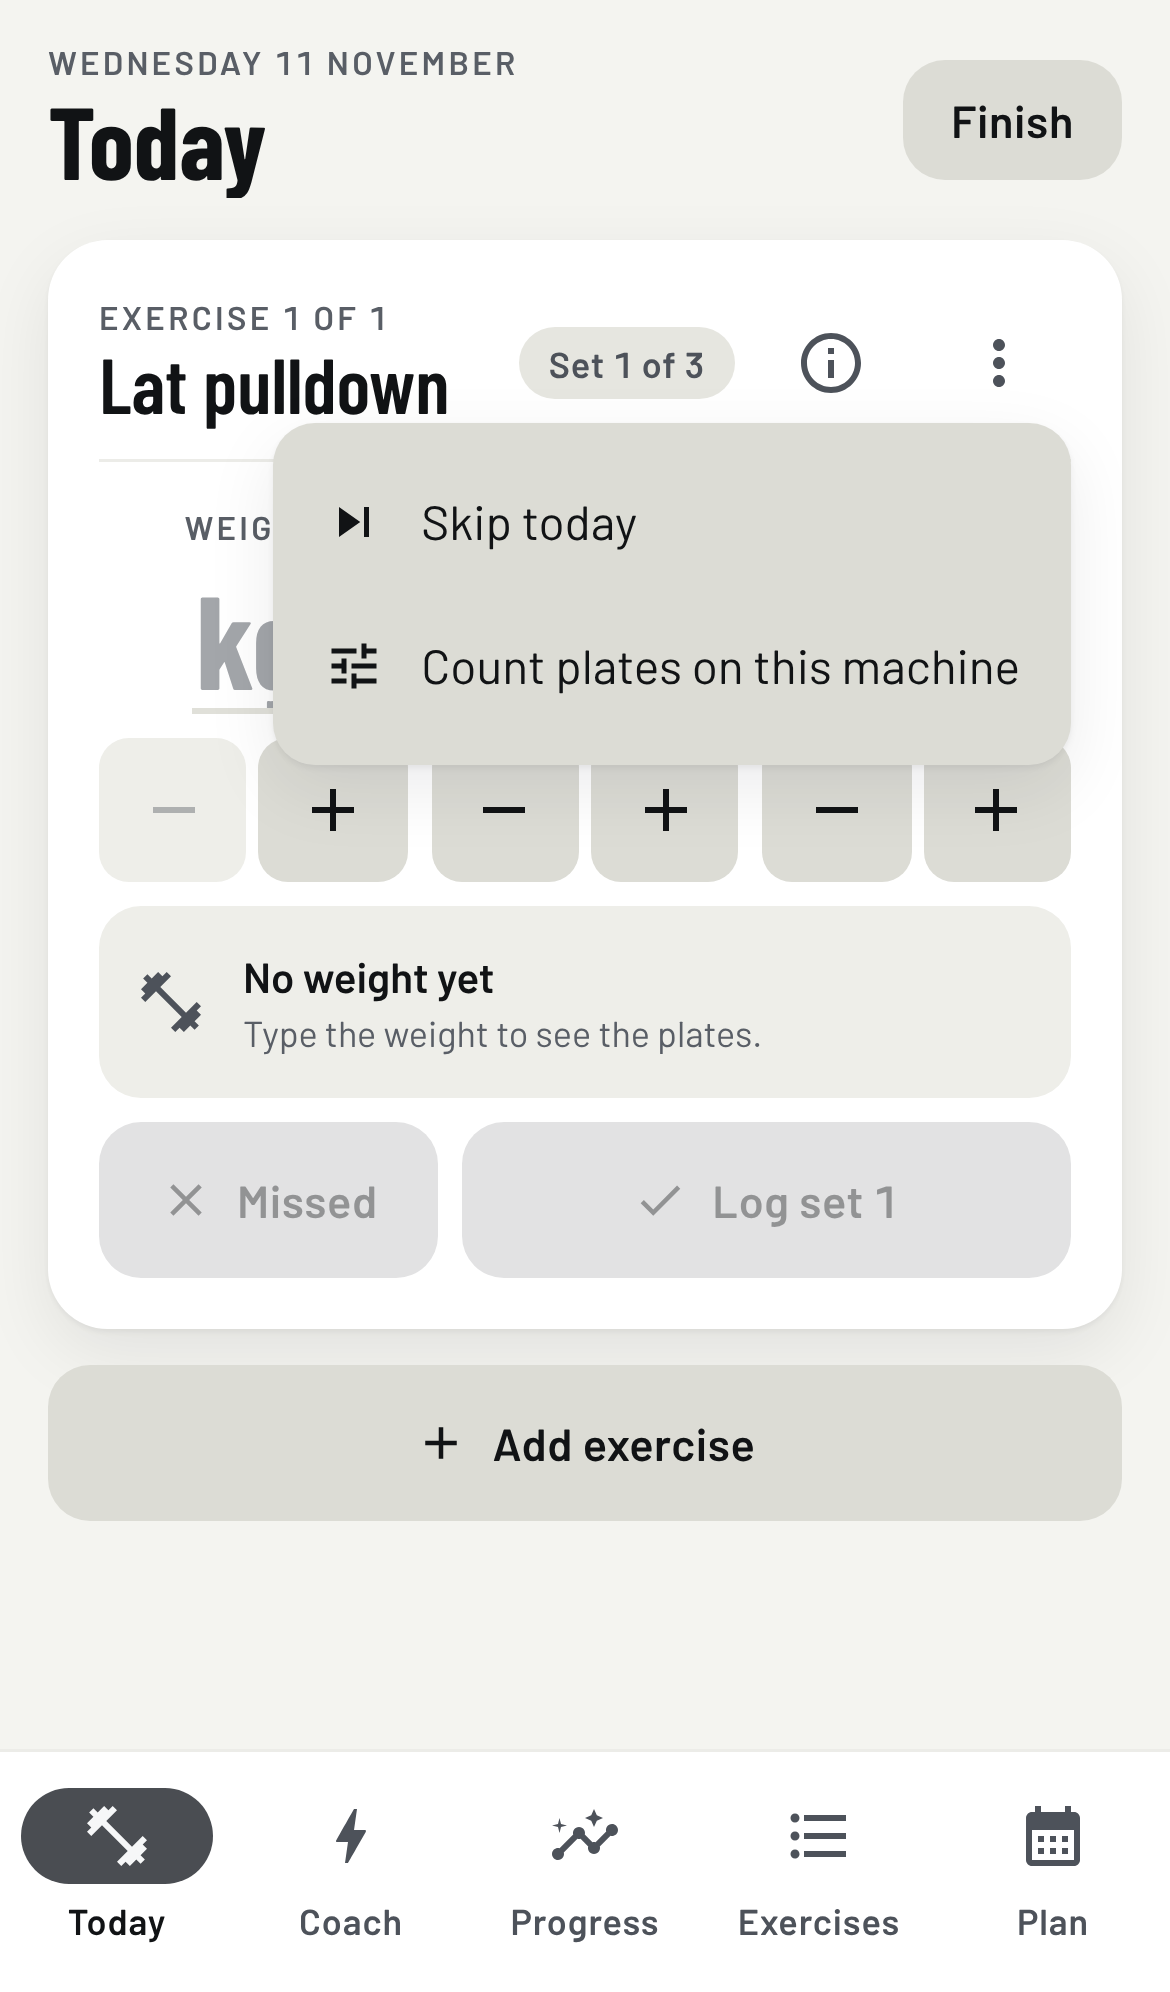 WEDNESDAY 11 NOVEMBER
Today
Finish
EXERCISE 1 OF 1
Lat pulldown
Set 1 of 3
Skip today
Count plates on this machine
No weight yet
Type the weight to see the plates.
Missed
Log set 1
Add exercise
Today
Coach
Progress
Exercises
Plan